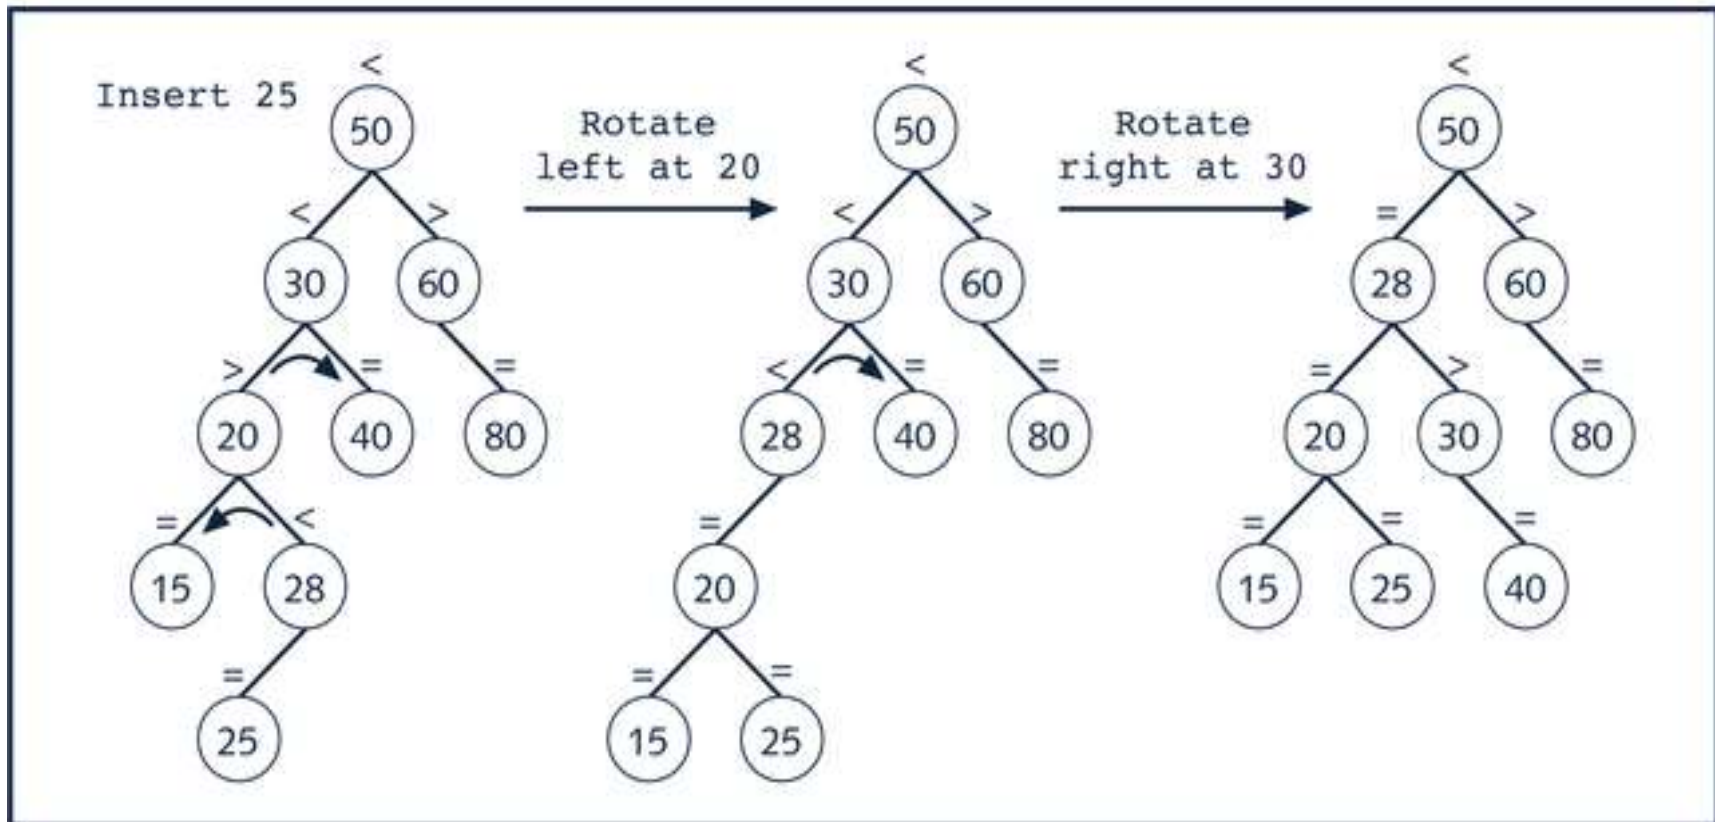 <
<
<
Insert 25
50
Rotate
left at 20
50
Rotate
right at 30
50
< >
< >
= >
30 60
30 60
28 60
> = =
< = =
= > =
20 40 80
28 40 80
20 30 80
= <
=
= = =
15 28
20
15 25 40
=
= =
25
15 25